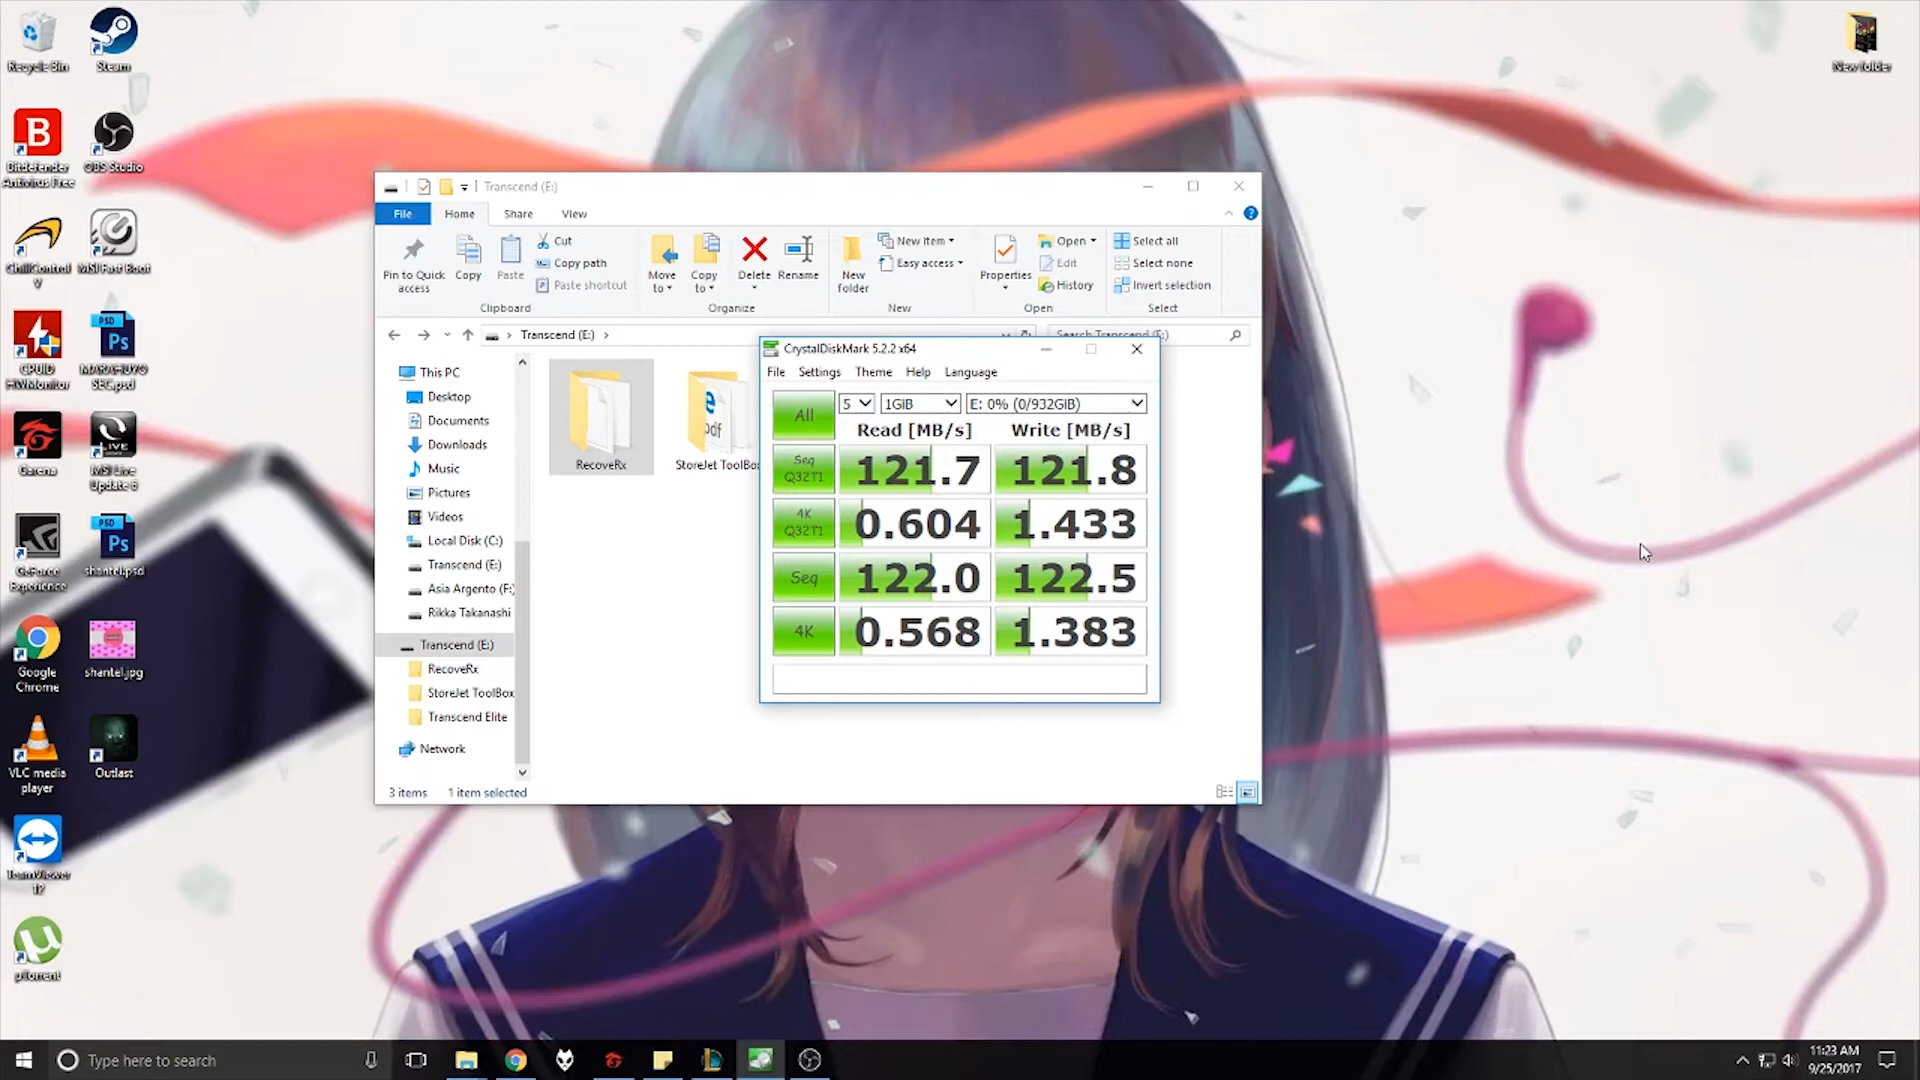 Recycle Bin
Steam
New folder
Bitdefender
Antivirus Free
OBS Studio
MSI Fast Boot
CPUID
HWMonitor
Garena
MSI Live
Update 6
GeForce
Experience
shantel.psd
Google
Chrome
shantel.jpg
VLC media
player
Outlast
TeamViewer
12
µTorrent
Transcend (E:)
File
Home
Share
View
Pin to Quick
access
Copy
Paste
Cut
Copy path
Paste shortcut
Clipboard
Move
to
Copy
to
Delete
Rename
Organize
New
folder
New item
Easy access
New
Properties
Open
Edit
History
Open
Select all
Select none
Invert selection
Select
Transcend (E:)
Search Transcend (E:)
This PC
Desktop
Documents
Downloads
Music
Pictures
Videos
Local Disk (C:)
Transcend (E:)
Asia Argento (F:)
Rikka Takanashi
Transcend (E:)
RecoveRx
StoreJet ToolBox
Transcend Elite
Network
RecoveRx
pdf
StoreJet ToolBox
3 items
1 item selected
CrystalDiskMark 5.2.2 x64
File Settings Theme Help Language
All
5
1GiB
E: 0% (0/932GiB)
Read [MB/s] Write [MB/s]
Seq
Q32T1
121.7 121.8
4K
Q32T1
0.604 1.433
Seq 122.0 122.5
4K 0.568 1.383
Type here to search
11:23 AM
9/25/2017